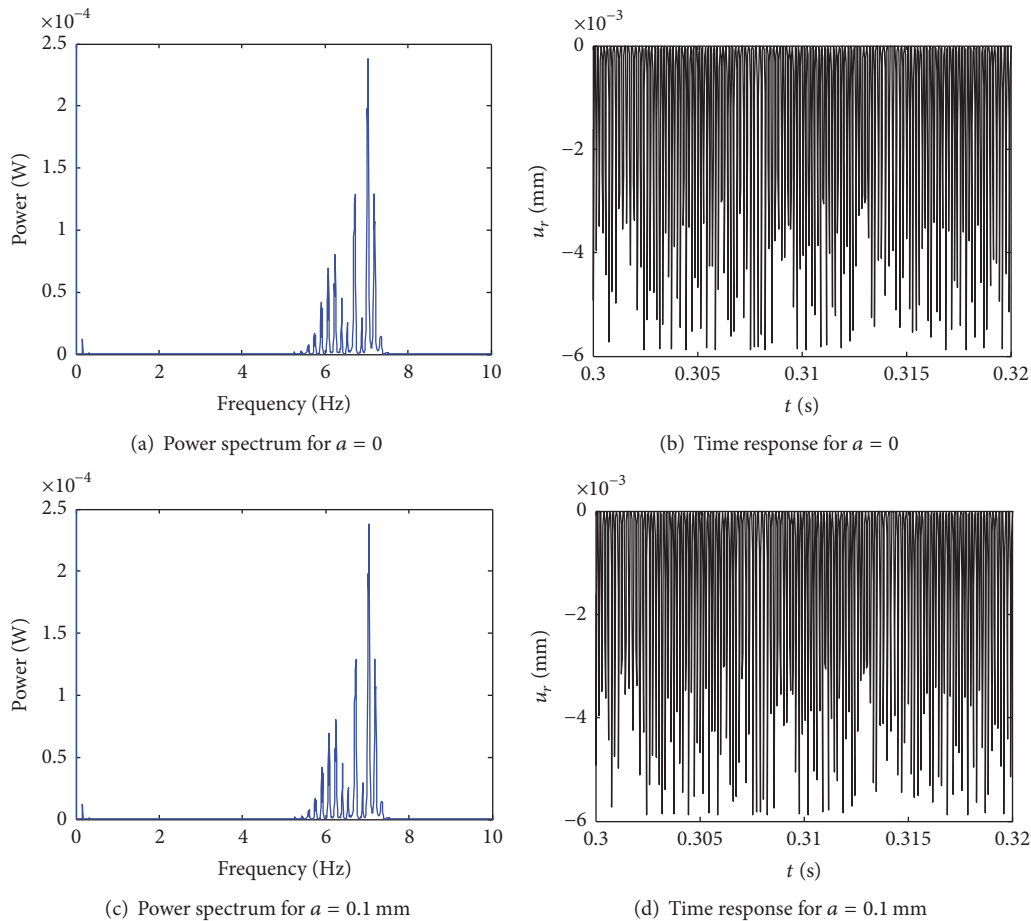 ×10⁻⁴
2.5
2
1.5
1
0.5
0
Power (W)
0 2 4 6 8 10
Frequency (Hz)
(a) Power spectrum for a = 0
×10⁻³
0
−2
−4
−6
u_r (mm)
0.3 0.305 0.31 0.315 0.32
t (s)
(b) Time response for a = 0
×10⁻⁴
2.5
2
1.5
1
0.5
0
Power (W)
0 2 4 6 8 10
Frequency (Hz)
(c) Power spectrum for a = 0.1 mm
×10⁻³
0
−2
−4
−6
u_r (mm)
0.3 0.305 0.31 0.315 0.32
t (s)
(d) Time response for a = 0.1 mm